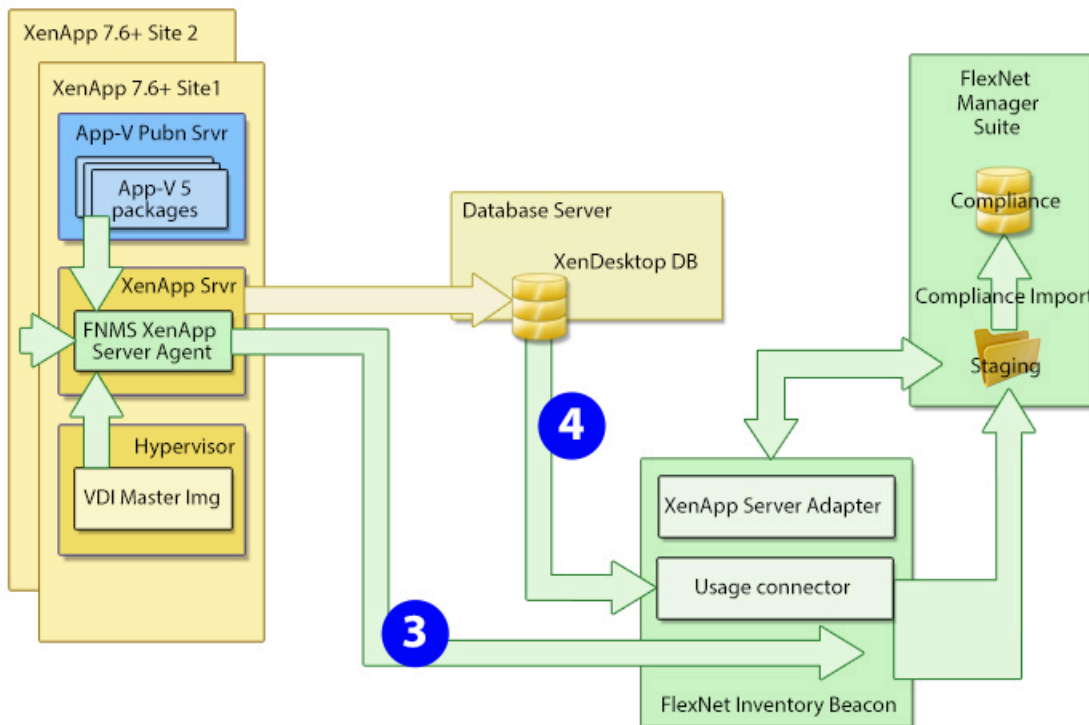 XenApp 7.6+ Site 2
XenApp 7.6+ Site1
App-V Pubn Srvr
App-V 5
packages
XenApp Srvr
FNMS XenApp
Server Agent
Hypervisor
VDI Master Img
Database Server
XenDesktop DB
4
3
FlexNet
Manager
Suite
Compliance
Compliance Import
Staging
XenApp Server Adapter
Usage connector
FlexNet Inventory Beacon